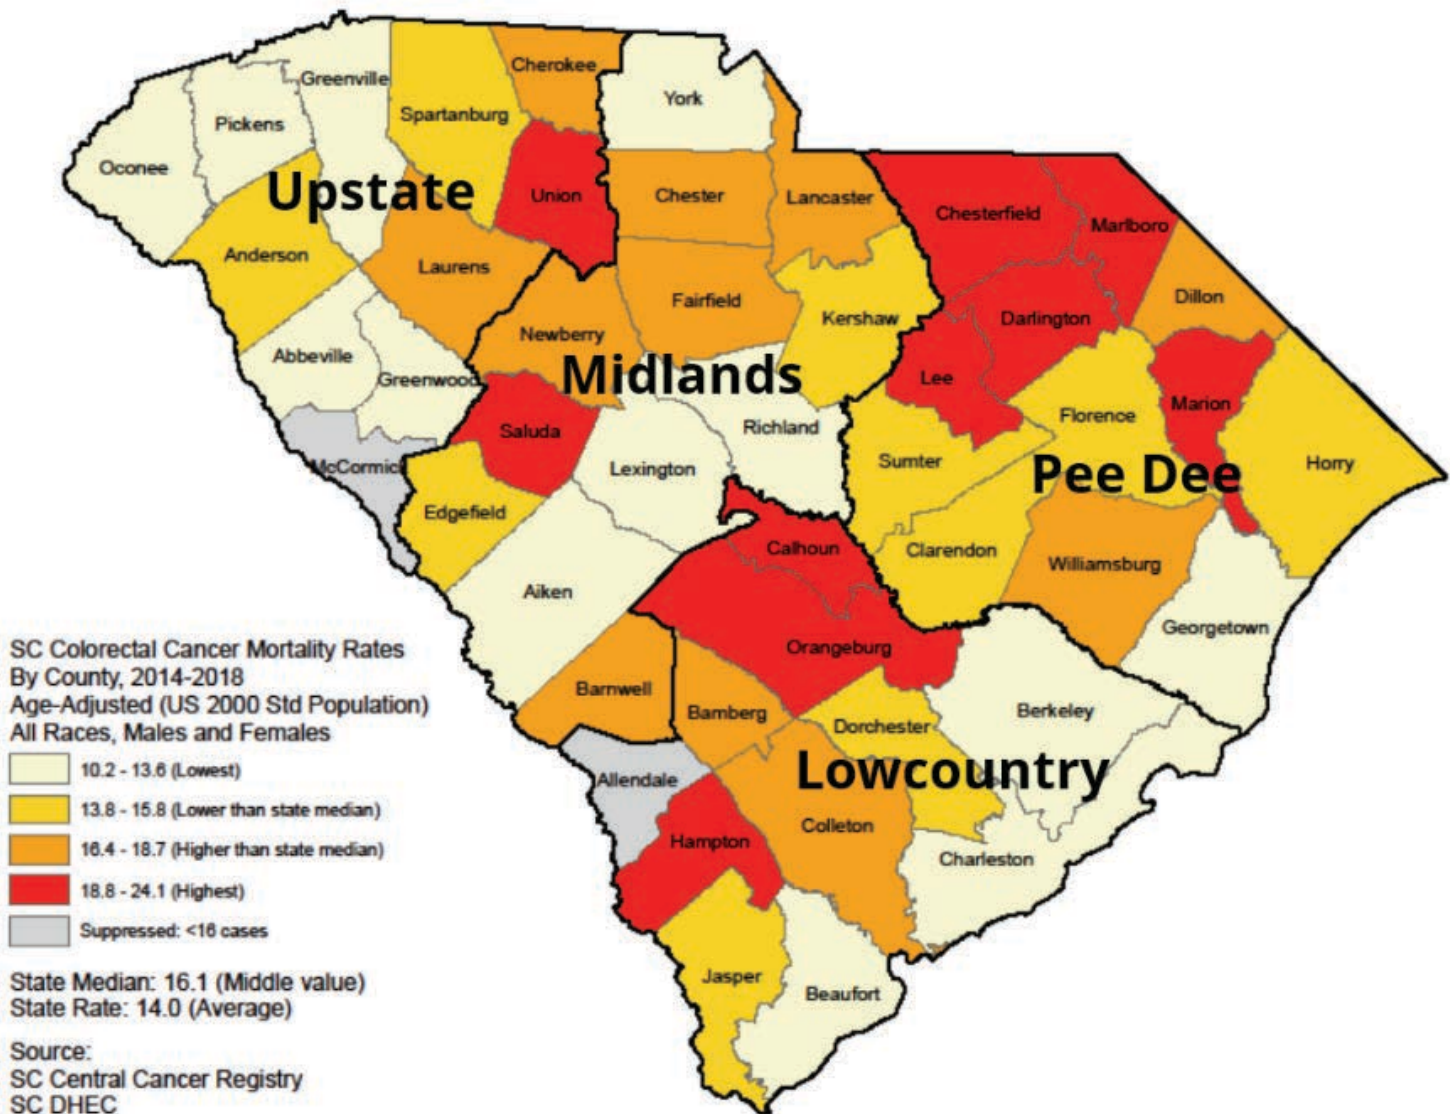 Cherokee
Greenville
York
Spartanburg
Pickens
Oconee
Upstate
Union
Chester
Lancaster
Chesterfield
Marlboro
Anderson
Laurens
Fairfield
Dillon
Kershaw
Darlington
Newberry
Abbeville
Midlands
Greenwood
Lee
Marion
Florence
Richland
Saluda
McCormick
Lexington
Sumter
Pee Dee
Horry
Edgefield
Calhoun
Clarendon
Williamsburg
Aiken
Georgetown
Orangeburg
Barnwell
Bamberg
Berkeley
Dorchester
Lowcountry
Allendale
Colleton
Hampton
Charleston
Jasper
Beaufort
SC Colorectal Cancer Mortality Rates
By County, 2014-2018
Age-Adjusted (US 2000 Std Population)
All Races, Males and Females
10.2 - 13.6 (Lowest)
13.8 - 15.8 (Lower than state median)
16.4 - 18.7 (Higher than state median)
18.8 - 24.1 (Highest)
Suppressed: <16 cases
State Median: 16.1 (Middle value)
State Rate: 14.0 (Average)
Source:
SC Central Cancer Registry
SC DHEC